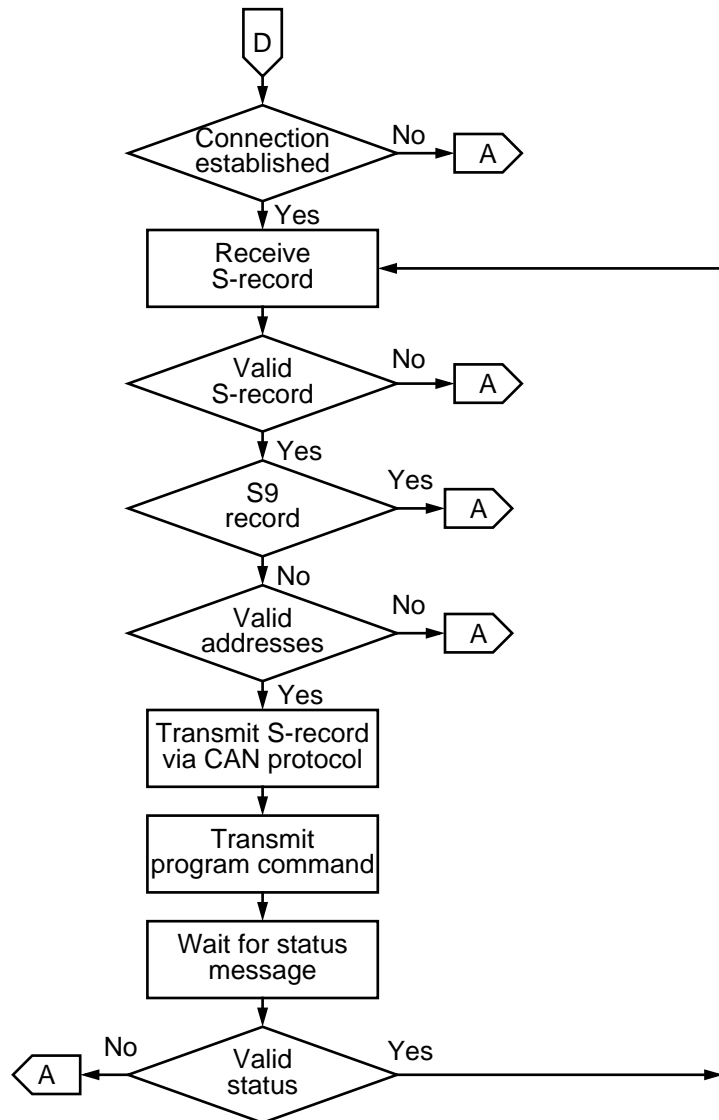 D
Connection
established
No
A
Yes
Receive
S-record
Valid
S-record
No
A
Yes
S9
record
Yes
A
No
Valid
addresses
No
A
Yes
Transmit S-record
via CAN protocol
Transmit
program command
Wait for status
message
No
A
Valid
status
Yes